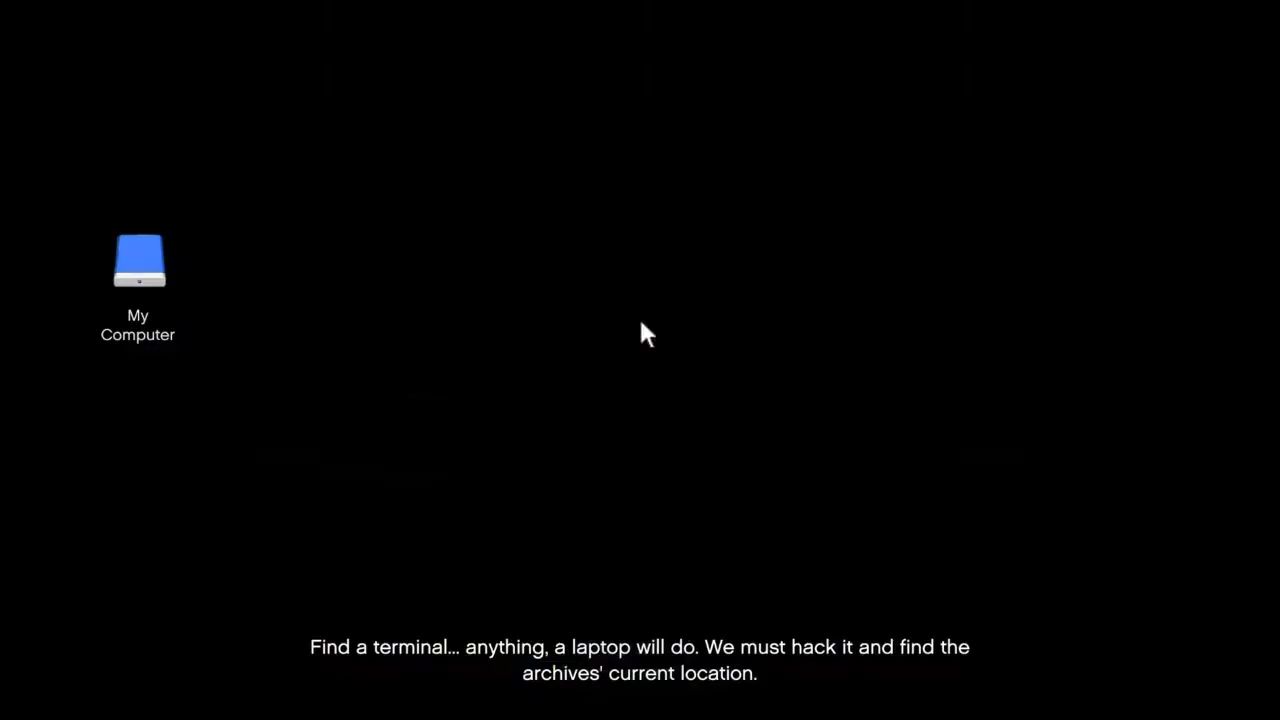 My
Computer
Find a terminal... anything, a laptop will do. We must hack it and find the
archives' current location.